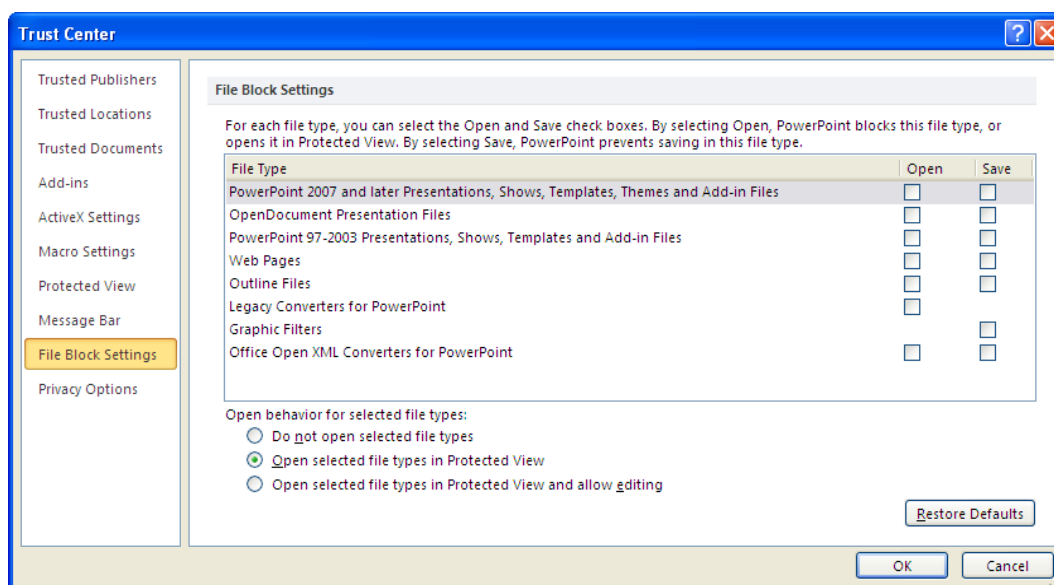 Trust Center
Trusted Publishers
Trusted Locations
Trusted Documents
Add-ins
ActiveX Settings
Macro Settings
Protected View
Message Bar
File Block Settings
Privacy Options
File Block Settings
For each file type, you can select the Open and Save check boxes. By selecting Open, PowerPoint blocks this file type, or
opens it in Protected View. By selecting Save, PowerPoint prevents saving in this file type.
File Type Open Save
PowerPoint 2007 and later Presentations, Shows, Templates, Themes and Add-in Files
OpenDocument Presentation Files
PowerPoint 97-2003 Presentations, Shows, Templates and Add-in Files
Web Pages
Outline Files
Legacy Converters for PowerPoint
Graphic Filters
Office Open XML Converters for PowerPoint
Open behavior for selected file types:
Do not open selected file types
Open selected file types in Protected View
Open selected file types in Protected View and allow editing
Restore Defaults
OK Cancel